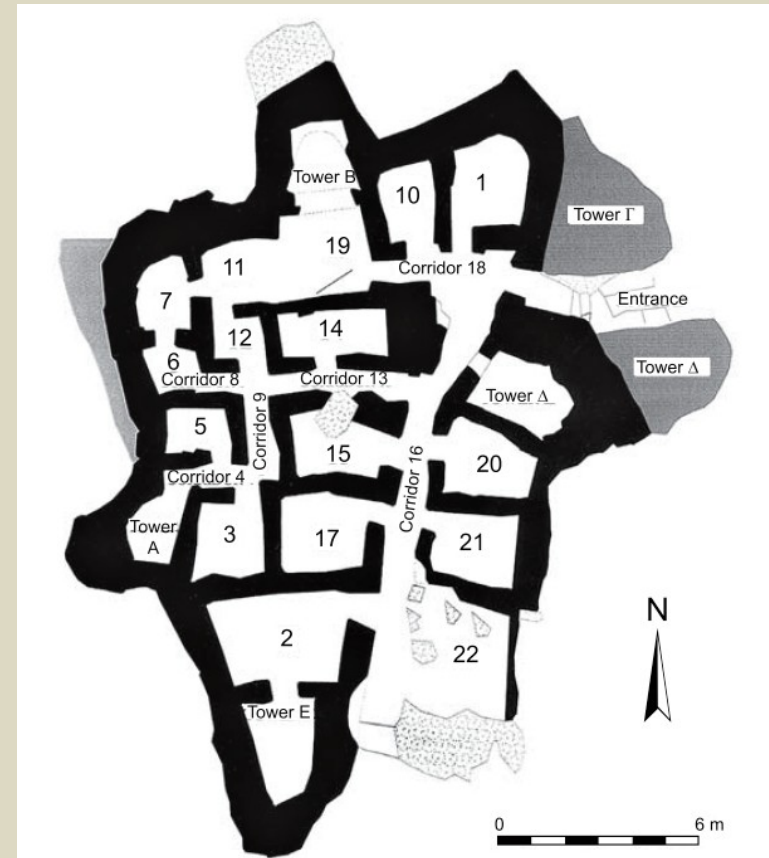 Tower B
10
1
Tower Γ
19
11
Corridor 18
Entrance
7
12
14
6
Corridor 8
Corridor 13
Tower Δ
Tower Δ
5
Corridor 9
15
Corridor 16
20
Corridor 4
Tower
A
3
17
21
2
22
N
Tower E
0
6 m